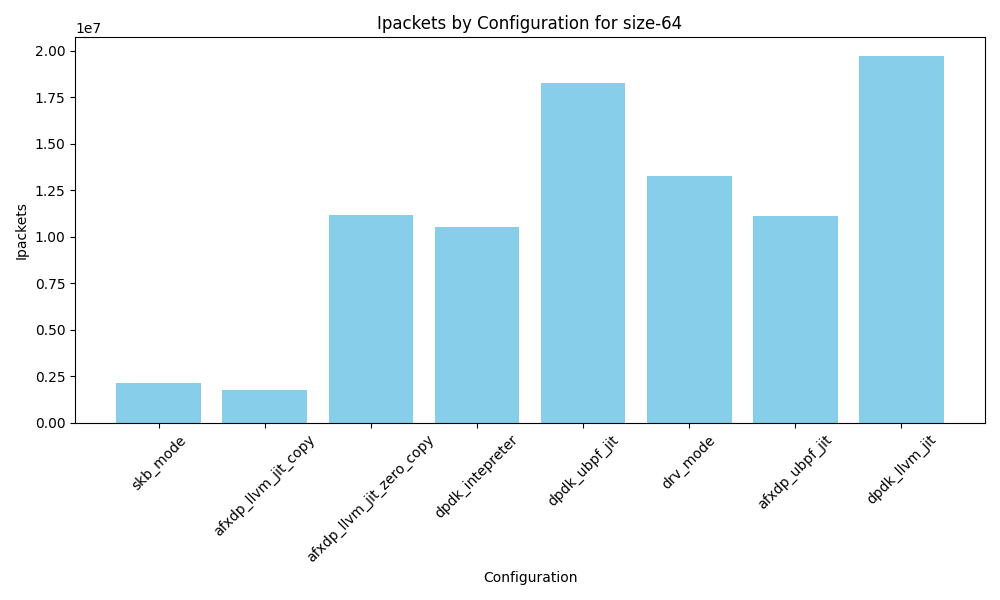 Ipackets by Configuration for size-64
1e7
2.00
1.75
1.50
1.25
1.00
0.75
0.50
0.25
0.00
Ipackets
skb_mode
afxdp_llvm_jit_copy
afxdp_llvm_jit_zero_copy
dpdk_intepreter
dpdk_ubpf_jit
drv_mode
afxdp_ubpf_jit
dpdk_llvm_jit
Configuration